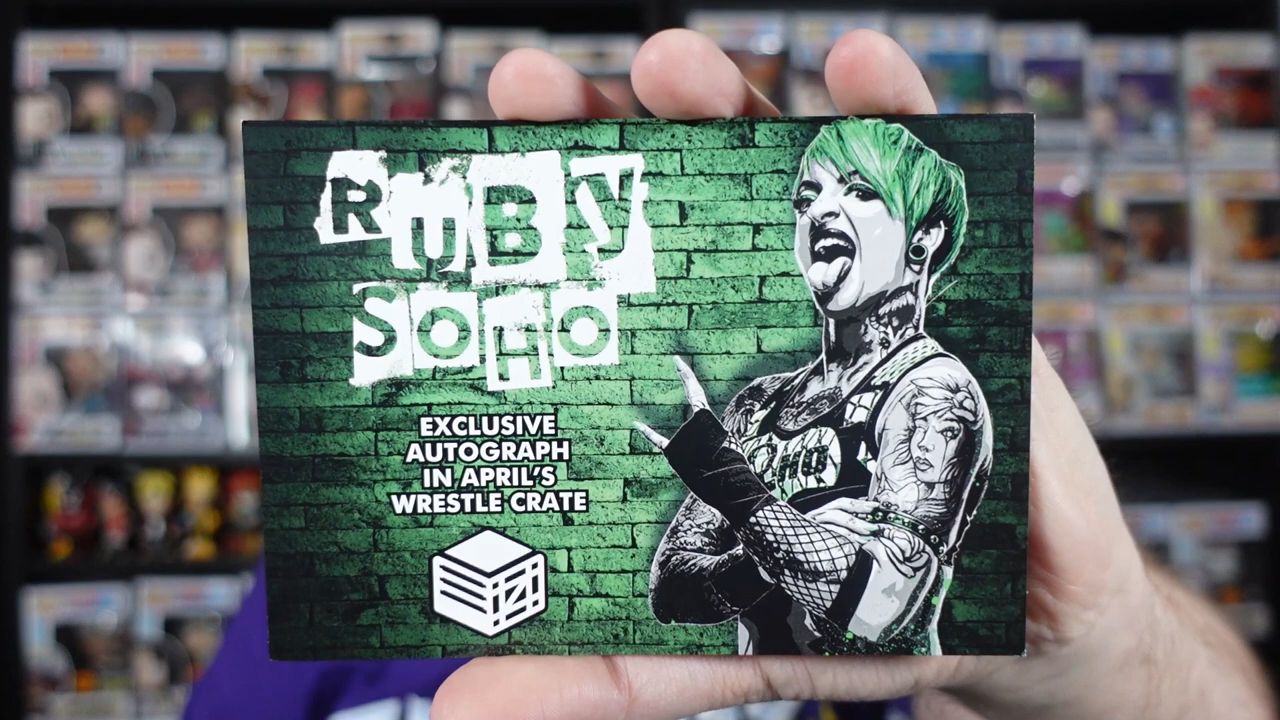 RUBY
SOHO
EXCLUSIVE
AUTOGRAPH
IN APRIL'S
WRESTLE CRATE